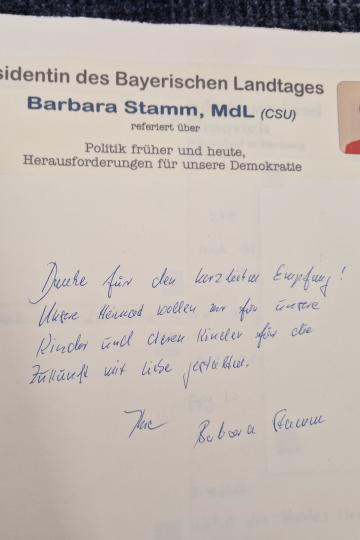 sidentin des Bayerischen Landtages
Barbara Stamm, MdL (CSU)
referiert über
Politik früher und heute,
Herausforderungen für unsere Demokratie
Danke für den herzlichen Empfang!
Unsere Heimat wollen wir für unsere
Kinder und deren Kinder für die
Zukunft mit Liebe gestalten.
Ihre Barbara Stamm